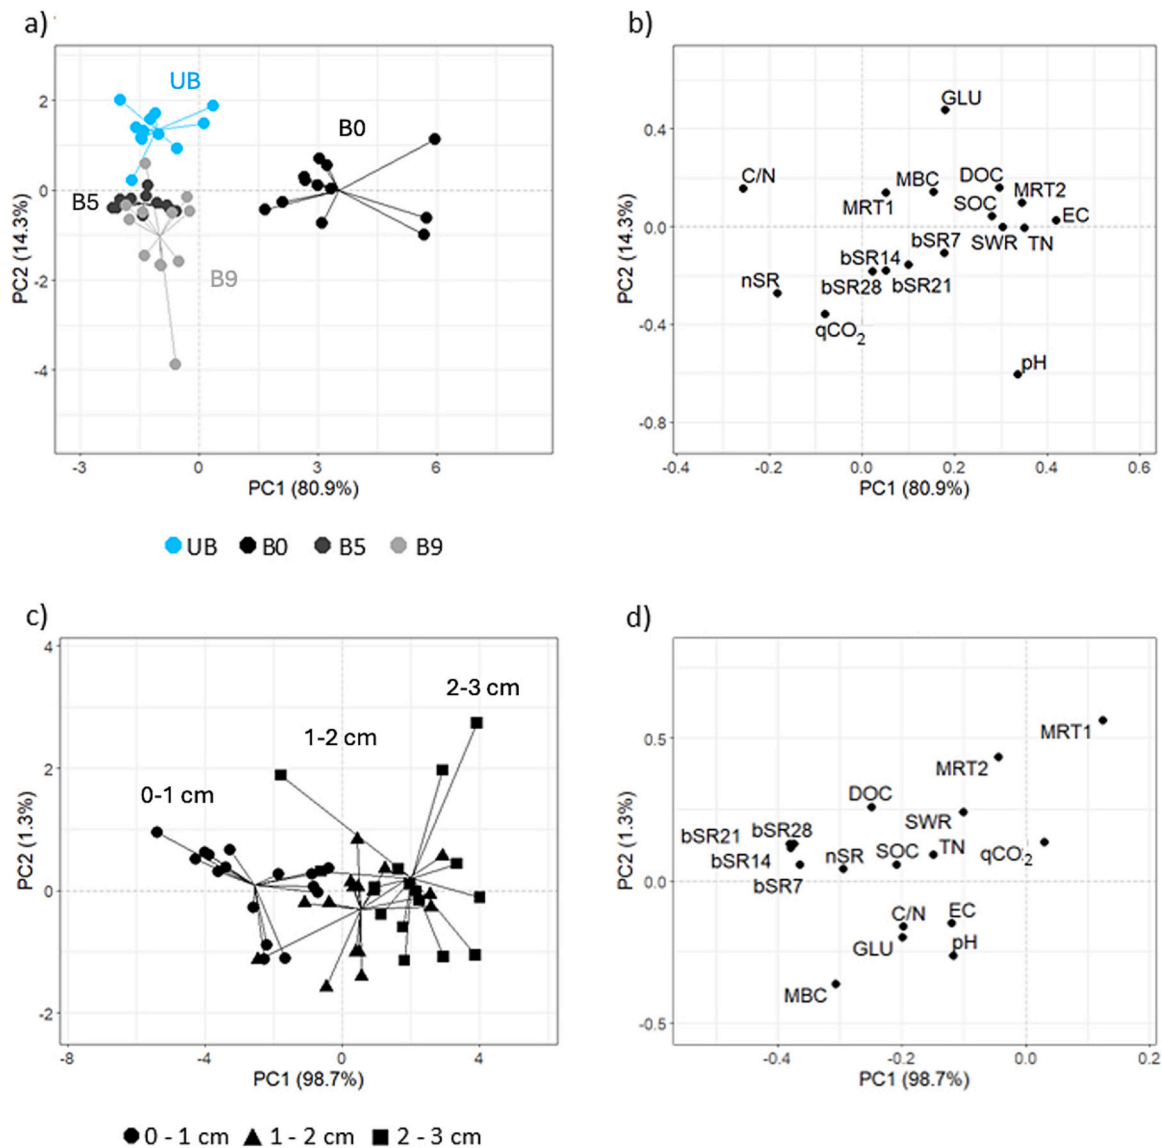 a)
UB
B0
B5
B9
2
0
-2
-4
PC2 (14.3%)
-3
0
3
6
PC1 (80.9%)
UB B0 B5 B9
b)
GLU
C/N
MBC
DOC
MRT1
MRT2
SOC
EC
SWR
TN
bSR7
bSR14
bSR28
bSR21
nSR
qCO2
pH
0.4
0.0
-0.4
-0.8
PC2 (14.3%)
-0.4
-0.2
0.0
0.2
0.4
0.6
PC1 (80.9%)
c)
2-3 cm
1-2 cm
0-1 cm
4
2
0
-2
PC2 (1.3%)
-8
-4
0
4
PC1 (98.7%)
0 - 1 cm 1 - 2 cm 2 - 3 cm
d)
MRT1
MRT2
DOC
SWR
bSR21
bSR28
bSR14
bSR7
nSR
SOC
TN
qCO2
C/N
EC
GLU
pH
MBC
0.5
0.0
-0.5
PC2 (1.3%)
-0.4
-0.2
0.0
0.2
PC1 (98.7%)